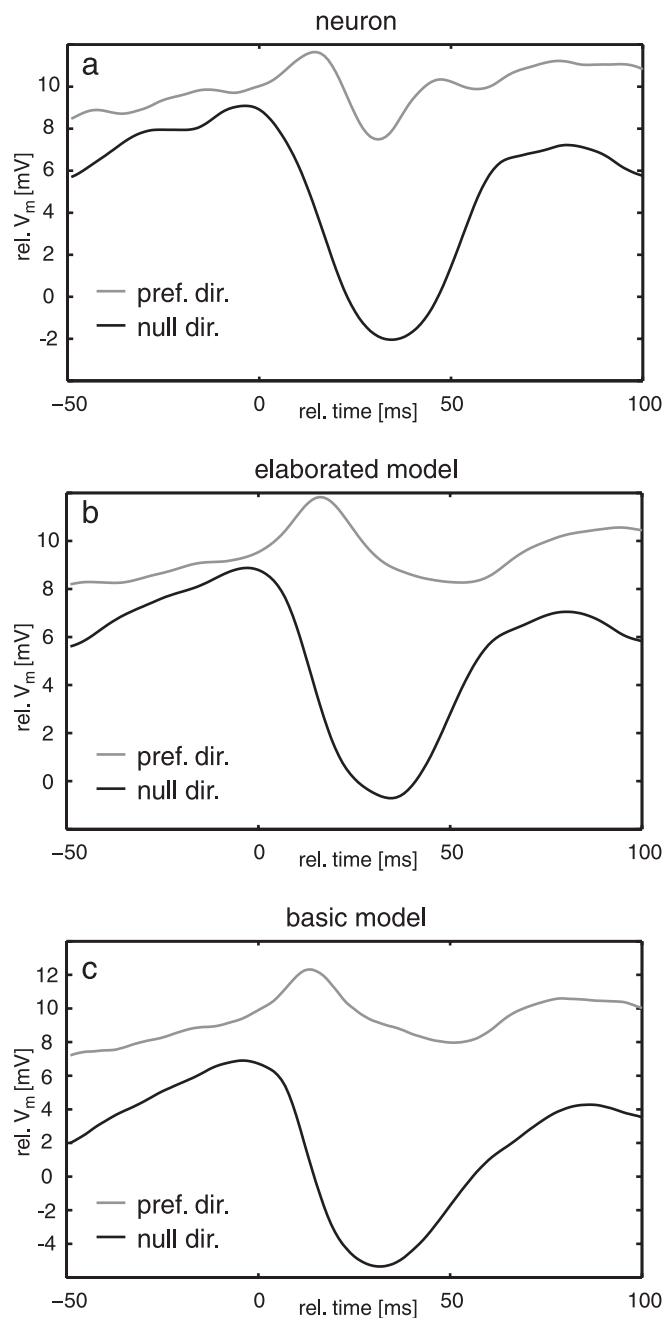 neuron
a
10
8
6
4
2
0
-2
rel. V_m [mV]
pref. dir.
null dir.
−50
0
50
100
rel. time [ms]
elaborated model
b
10
8
6
4
2
0
rel. V_m [mV]
pref. dir.
null dir.
−50
0
50
100
rel. time [ms]
basic model
c
12
10
8
6
4
2
0
-2
-4
rel. V_m [mV]
pref. dir.
null dir.
−50
0
50
100
rel. time [ms]